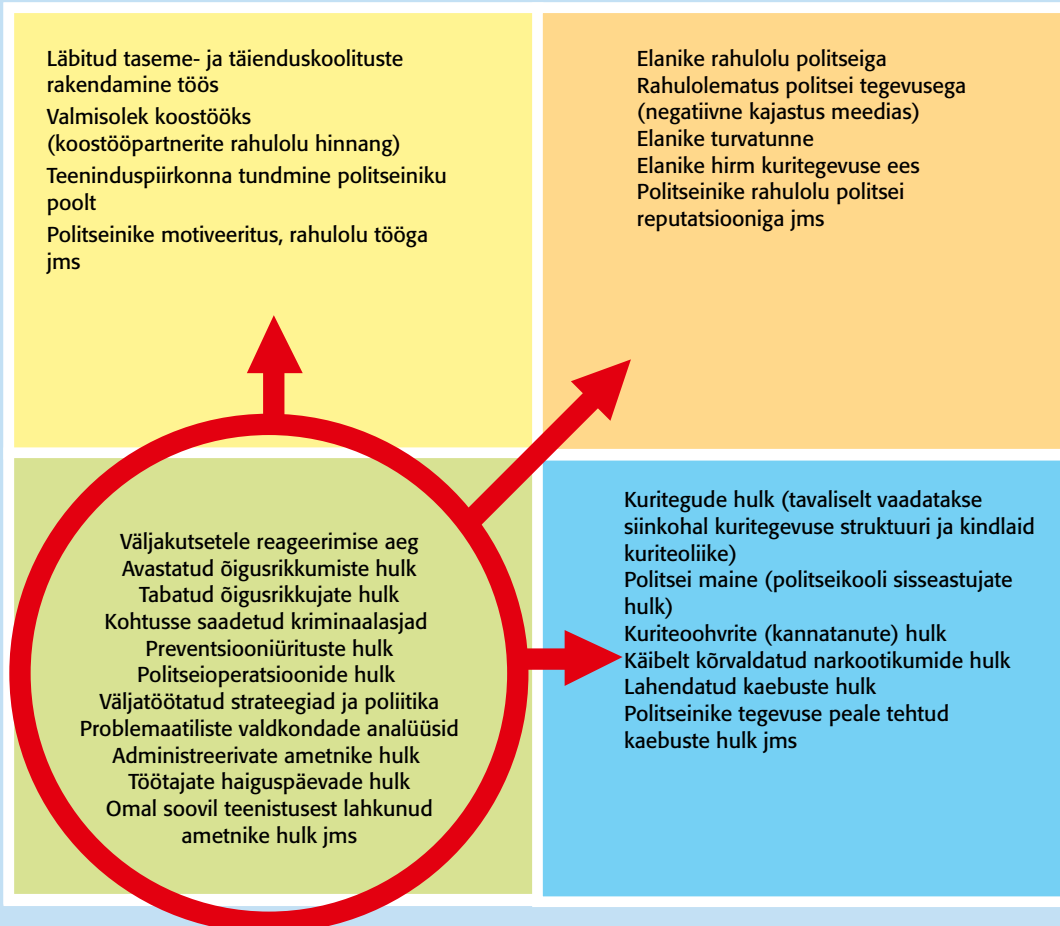 Läbitud taseme- ja täienduskoolituste
rakendamine töös
Valmisolek koostööks
(koostööpartnerite rahulolu hinnang)
Teeninduspiirkonna tundmine politseiniku
poolt
Politseinike motiveeritus, rahulolu tööga
jms
Elanike rahulolu politseiga
Rahulolematus politsei tegevusega
(negatiivne kajastus meedias)
Elanike turvatunne
Elanike hirm kuritegevuse ees
Politseinike rahulolu politsei
reputatsiooniga jms
Väljakutsetele reageerimise aeg
Avastatud õigusrikkumiste hulk
Tabatud õigusrikkujate hulk
Kohtusse saadetud kriminaalasjad
Preventsiooniürituste hulk
Politseioperatsioonide hulk
Väljatöötatud strateegiad ja poliitika
Problemaatiliste valdkondade analüüsid
Administreerivate ametnike hulk
Töötajate haiguspäevade hulk
Omal soovil teenistusest lahkunud
ametnike hulk jms
Kuritegude hulk (tavaliselt vaadatakse
siinkohal kuritegevuse struktuuri ja kindlaid
kuriteoliike)
Politsei maine (politseikooli sisseastujate
hulk)
Kuriteoohvrite (kannatanute) hulk
Käibelt kõrvaldatud narkootikumide hulk
Lahendatud kaebuste hulk
Politseinike tegevuse peale tehtud
kaebuste hulk jms